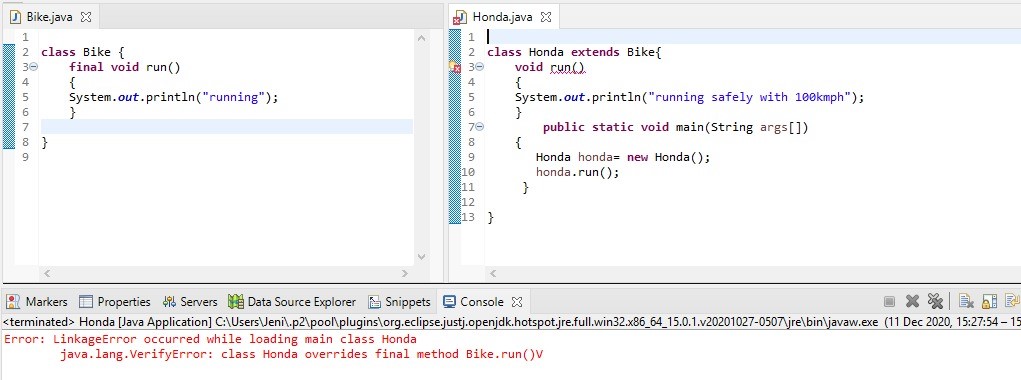 Bike.java
1
2 class Bike {
3 final void run()
4 {
5 System.out.println("running");
6 }
7
8 }
9
Honda.java
1
2 class Honda extends Bike{
3 void run()
4 {
5 System.out.println("running safely with 100kmph");
6 }
7 public static void main(String args[])
8 {
9 Honda honda= new Honda();
10 honda.run();
11 }
12
13 }
Markers Properties Servers Data Source Explorer Snippets Console
<terminated> Honda [Java Application] C:\Users\Jeni\.p2\pool\plugins\org.eclipse.justj.openjdk.hotspot.jre.full.win32.x86_64_15.0.1.v20201027-0507\jre\bin\javaw.exe (11 Dec 2020, 15:27:54 – 15
Error: LinkageError occurred while loading main class Honda
java.lang.VerifyError: class Honda overrides final method Bike.run()V